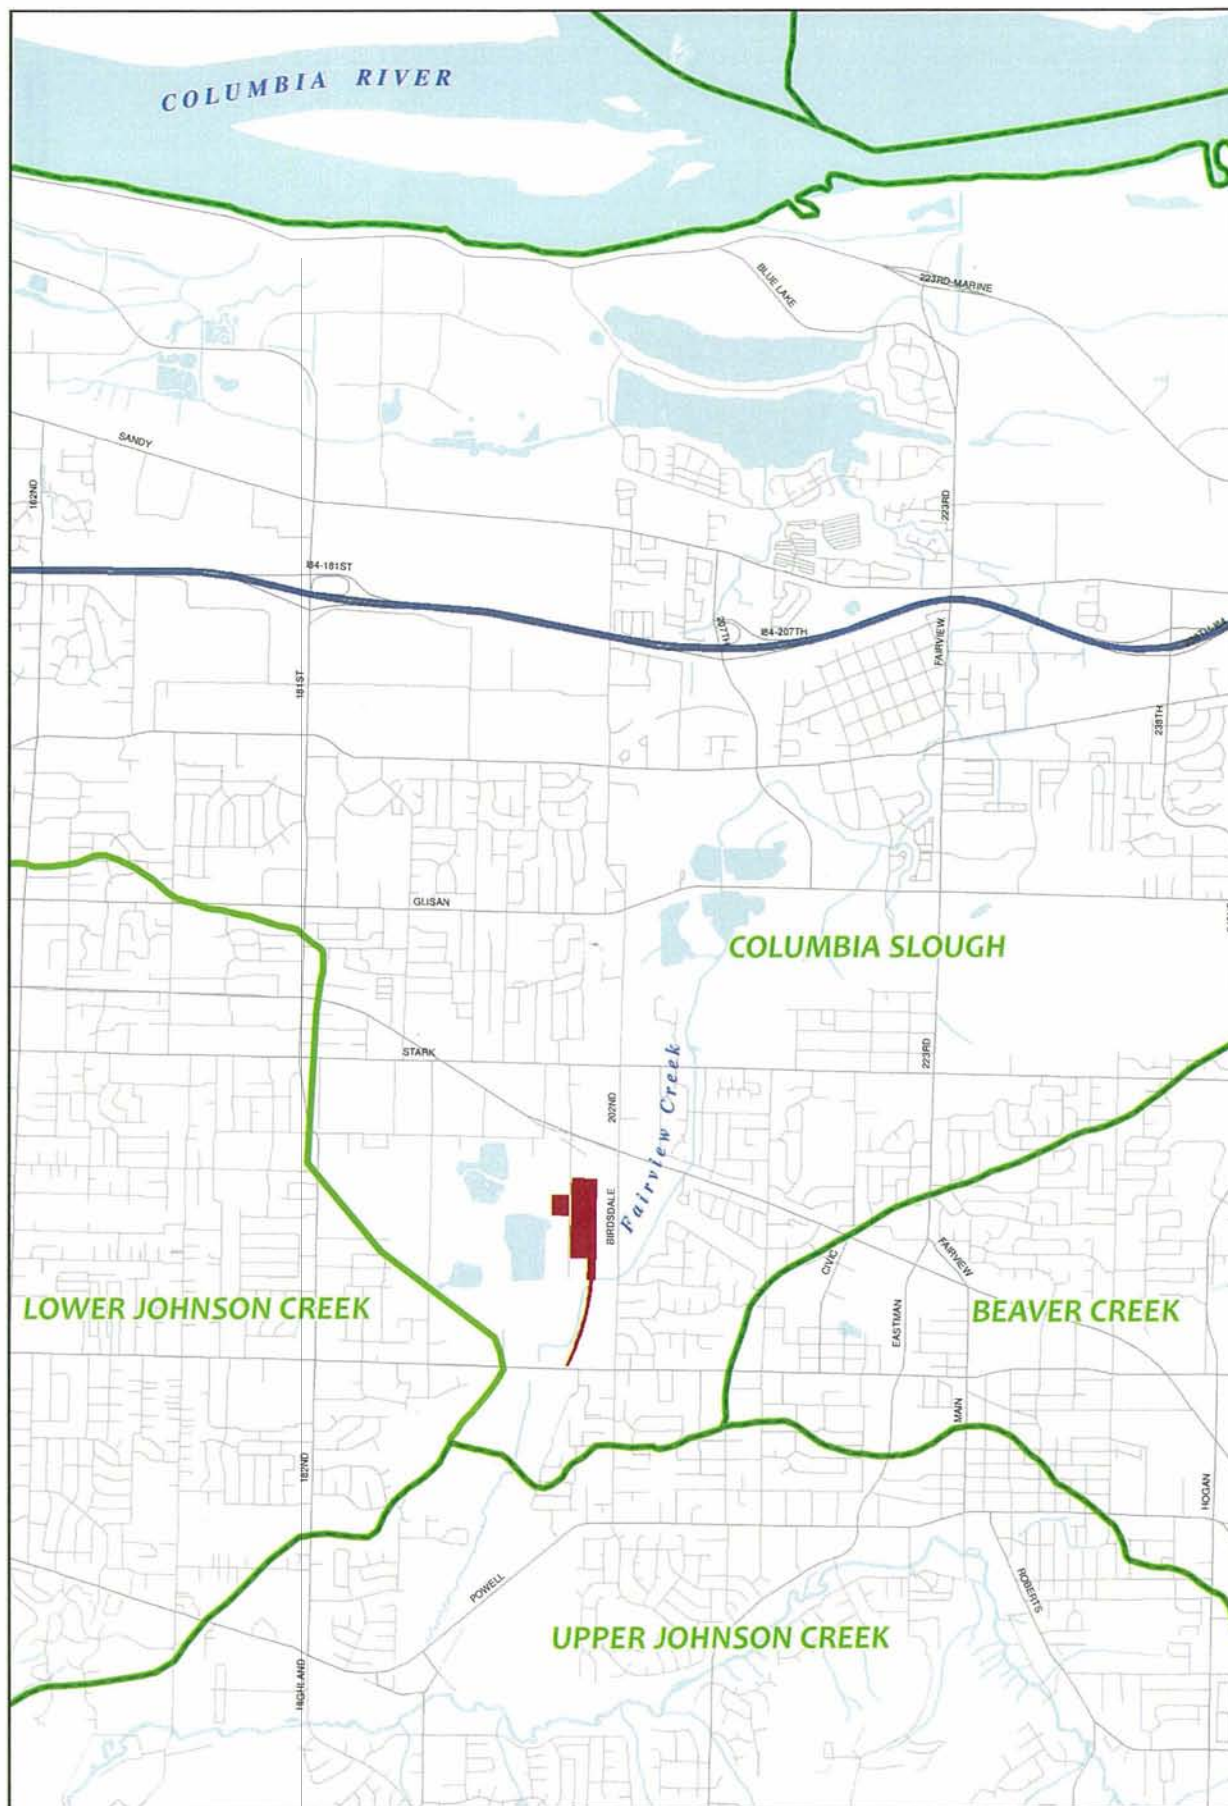 COLUMBIA RIVER
BLUE LAKE
223RD-MARINE
SANDY
162ND
223RD
I84-181ST
207TH
I84-207TH
FAIRVIEW
181ST
238TH
GLISAN
COLUMBIA SLOUGH
STARK
223RD
202ND
Fairview Creek
BIRDSDALE
CIVIC
FAIRVIEW
LOWER JOHNSON CREEK
EASTMAN
BEAVER CREEK
MAIN
182ND
HOGAN
POWELL
ROBERTS
UPPER JOHNSON CREEK
HIGHLAND